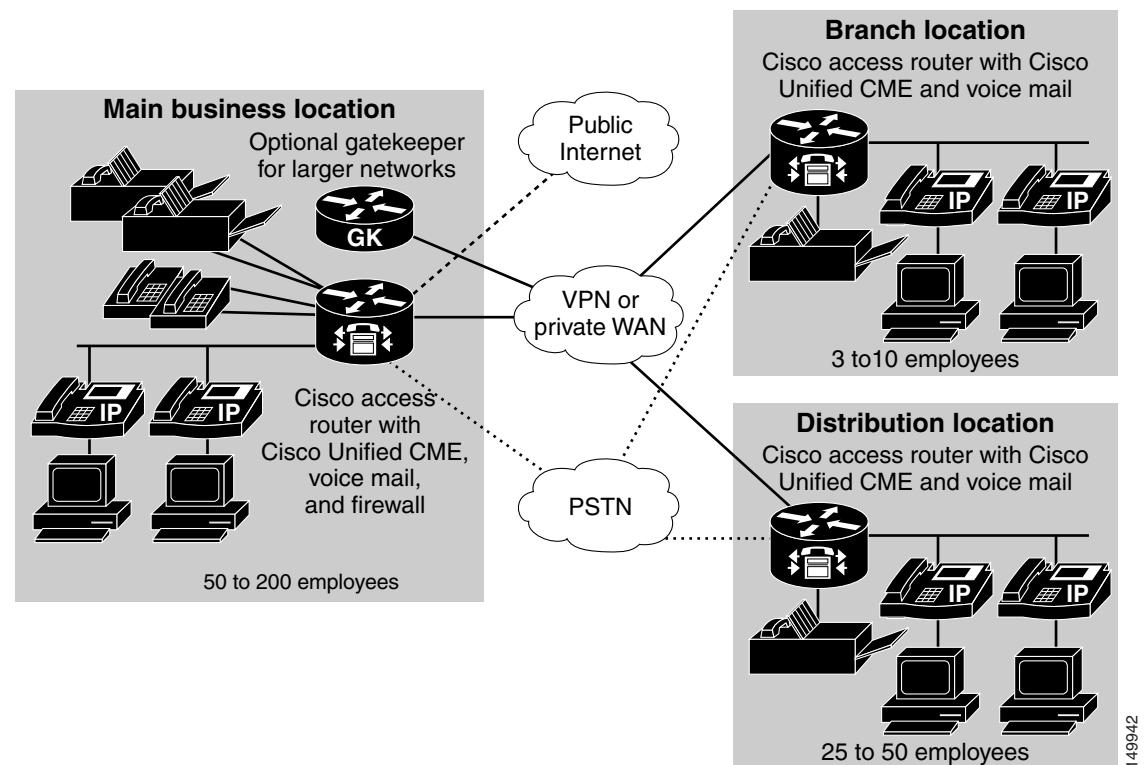 Main business location
Optional gatekeeper
for larger networks
GK
IP
IP
Cisco access
router with
Cisco Unified CME,
voice mail,
and firewall
50 to 200 employees
Public
Internet
VPN or
private WAN
PSTN
Branch location
Cisco access router with Cisco
Unified CME and voice mail
IP
IP
3 to10 employees
Distribution location
Cisco access router with Cisco
Unified CME and voice mail
IP
IP
25 to 50 employees
149942